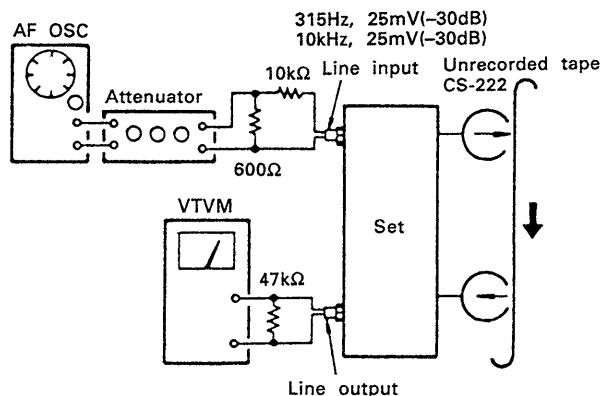 315Hz, 25mV(–30dB)
10kHz, 25mV(–30dB)
AF OSC
Attenuator
10kΩ
Line input
Unrecorded tape
CS-222
600Ω
VTVM
Set
47kΩ
Line output